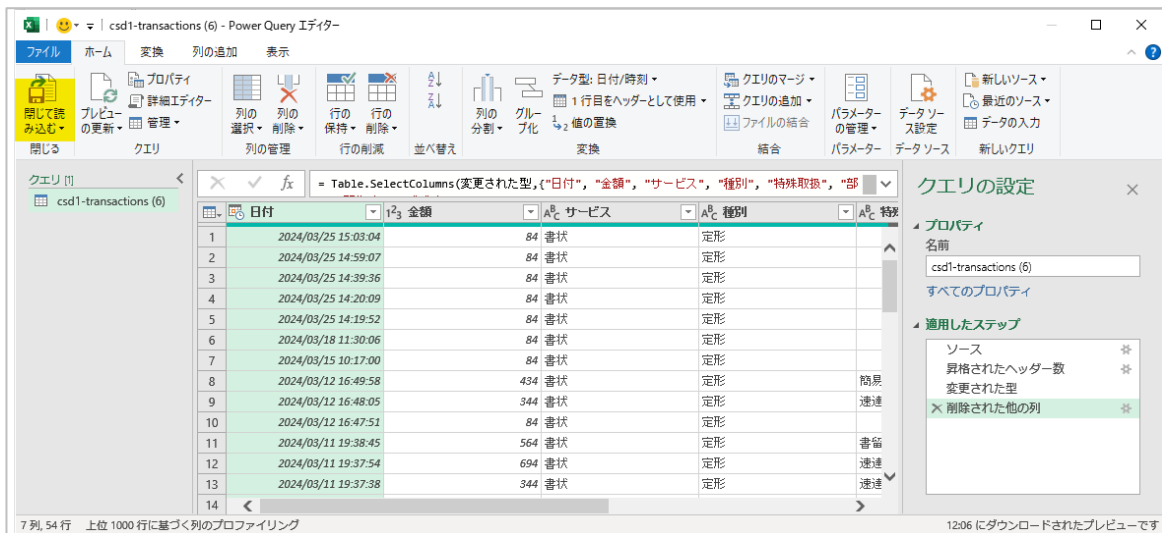 csd1-transactions (6) - Power Query エディター
ファイル ホーム 変換 列の追加 表示
閉じて読み込む
プレビューの更新
プロパティ
詳細エディター
管理
列の選択
列の削除
行の保持
行の削除
列の分割
グループ化
データ型: 日付/時刻
1 行目をヘッダーとして使用
値の置換
クエリのマージ
クエリの追加
ファイルの結合
パラメーターの管理
データ ソース設定
新しいソース
最近のソース
データの入力
閉じる クエリ 列の管理 行の削減 並べ替え 変換 結合 パラメーター データ ソース 新しいクエリ
クエリ [1]
csd1-transactions (6)
fx = Table.SelectColumns(変更された型,{"日付", "金額", "サービス", "種別", "特殊取扱", "部
日付 1²3 金額 ABC サービス ABC 種別 ABC 特殊
1 2024/03/25 15:03:04 84 書状 定形
2 2024/03/25 14:59:07 84 書状 定形
3 2024/03/25 14:39:36 84 書状 定形
4 2024/03/25 14:20:09 84 書状 定形
5 2024/03/25 14:19:52 84 書状 定形
6 2024/03/18 11:30:06 84 書状 定形
7 2024/03/15 10:17:00 84 書状 定形
8 2024/03/12 16:49:58 434 書状 定形 簡易
9 2024/03/12 16:48:05 344 書状 定形 速達
10 2024/03/12 16:47:51 84 書状 定形
11 2024/03/11 19:38:45 564 書状 定形 書留
12 2024/03/11 19:37:54 694 書状 定形 速達
13 2024/03/11 19:37:38 344 書状 定形 速達
14
クエリの設定
プロパティ
名前
csd1-transactions (6)
すべてのプロパティ
適用したステップ
ソース
昇格されたヘッダー数
変更された型
削除された他の列
7 列, 54 行 上位 1000 行に基づく列のプロファイリング
12:06 にダウンロードされたプレビューです